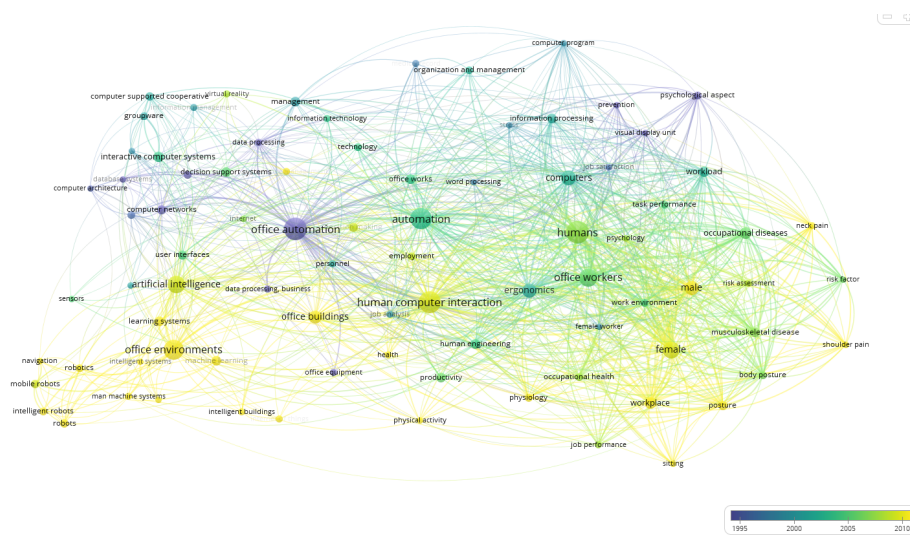 computer program
organization and management
computer supported cooperative
virtual reality
information management
management
psychological aspect
prevention
groupware
information technology
information processing
visual display unit
data processing
technology
interactive computer systems
job satisfaction
decision support systems
computers
workload
database systems
office works
word processing
computer architecture
computer networks
task performance
internet
automation
office automation
humans
psychology
occupational diseases
neck pain
user interfaces
employment
personnel
office workers
risk factor
artificial intelligence
data processing, business
ergonomics
male
risk assessment
sensors
human computer interaction
work environment
office buildings
job analysis
learning systems
female worker
musculoskeletal disease
human engineering
shoulder pain
office environments
health
female
navigation
intelligent systems
machine learning
robotics
office equipment
productivity
occupational health
body posture
mobile robots
man machine systems
physiology
workplace
posture
intelligent robots
intelligent buildings
robots
physical activity
job performance
sitting
1995
2000
2005
2010